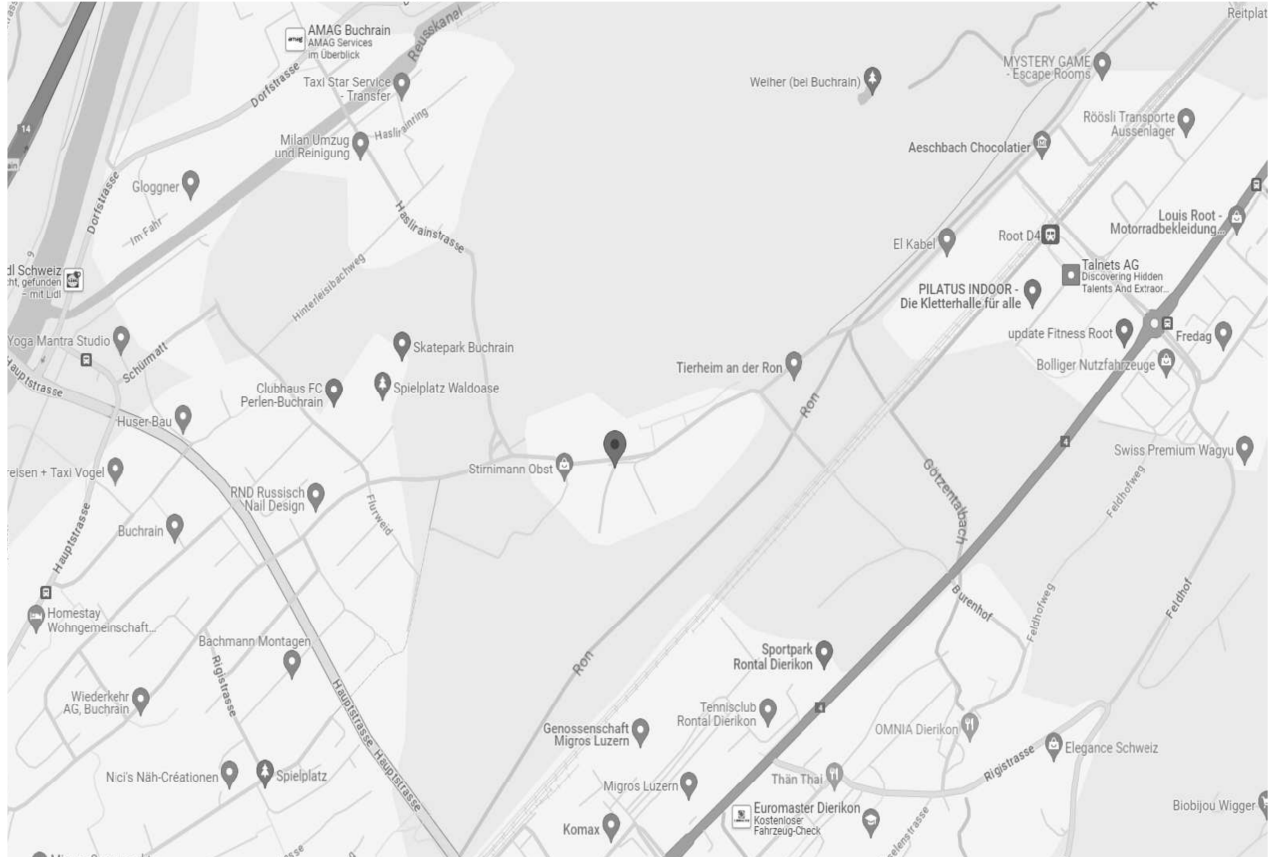 AMAG Buchrain
AMAG Services
im Überblick
Reusskanal
Reitplat
Dorfstrasse
Taxi Star Service
- Transfer
Weiher (bei Buchrain)
MYSTERY GAME
- Escape Rooms
14
Haslirainring
Milan Umzug
und Reinigung
Röösli Transporte
Aussenlager
Aeschbach Chocolatier
Gloggner
Dorfstrasse
Im Fahr
Haslirainstrasse
Louis Root -
Motorradbekleidung...
El Kabel
Root D4
dl Schweiz
cht, gefunden
– mit Lidl
Hinterleisibachweg
Talnets AG
Discovering Hidden
Talents And Extraor...
PILATUS INDOOR -
Die Kletterhalle für alle
Yoga Mantra Studio
Schürmatt
Skatepark Buchrain
update Fitness Root
Fredag
Hauptstrasse
Clubhaus FC
Perlen-Buchrain
Spielplatz Waldoase
Tierheim an der Ron
Bolliger Nutzfahrzeuge
Huser Bau
Ron
4
reisen + Taxi Vogel
Stirnimann Obst
Swiss Premium Wagyu
RND Russisch
Nail Design
Flurweid
Götzentalbach
Feldhofweg
Buchrain
Hauptstrasse
Burenhof
Feldhofweg
Feldhof
Homestay
Wohngemeinschaft...
Bachmann Montagen
Ron
Sportpark
Rontal Dierikon
Rigistrasse
Wiederkehr
AG, Buchrain
Hauptstrasse
Hauptstrasse
Tennisclub
Rontal Dierikon
4
Genossenschaft
Migros Luzern
OMNIA Dierikon
Rigistrasse
Elegance Schweiz
Nici's Näh-Créationen
Spielplatz
Migros Luzern
Thän Thai
Euromaster Dierikon
Kostenloser
Fahrzeug-Check
Biobijou Wigger
Komax